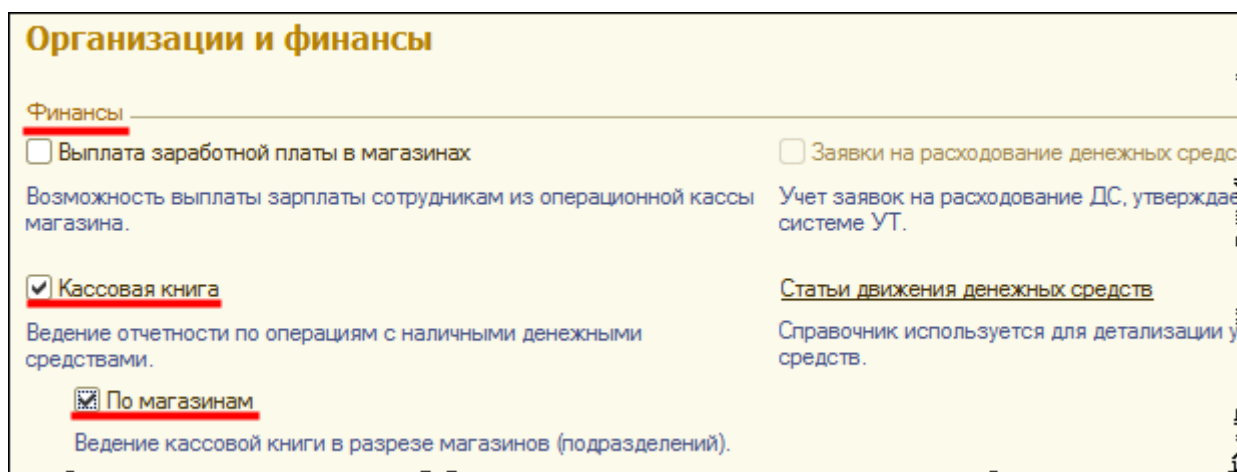 Организации и финансы
Финансы
Выплата заработной платы в магазинах
Возможность выплаты зарплаты сотрудникам из операционной кассы
магазина.
Кассовая книга
Ведение отчетности по операциям с наличными денежными
средствами.
По магазинам
Ведение кассовой книги в разрезе магазинов (подразделений).
Заявки на расходование денежных средс
Учет заявок на расходование ДС, утверждае
системе УТ.
Статьи движения денежных средств
Справочник используется для детализации у
средств.